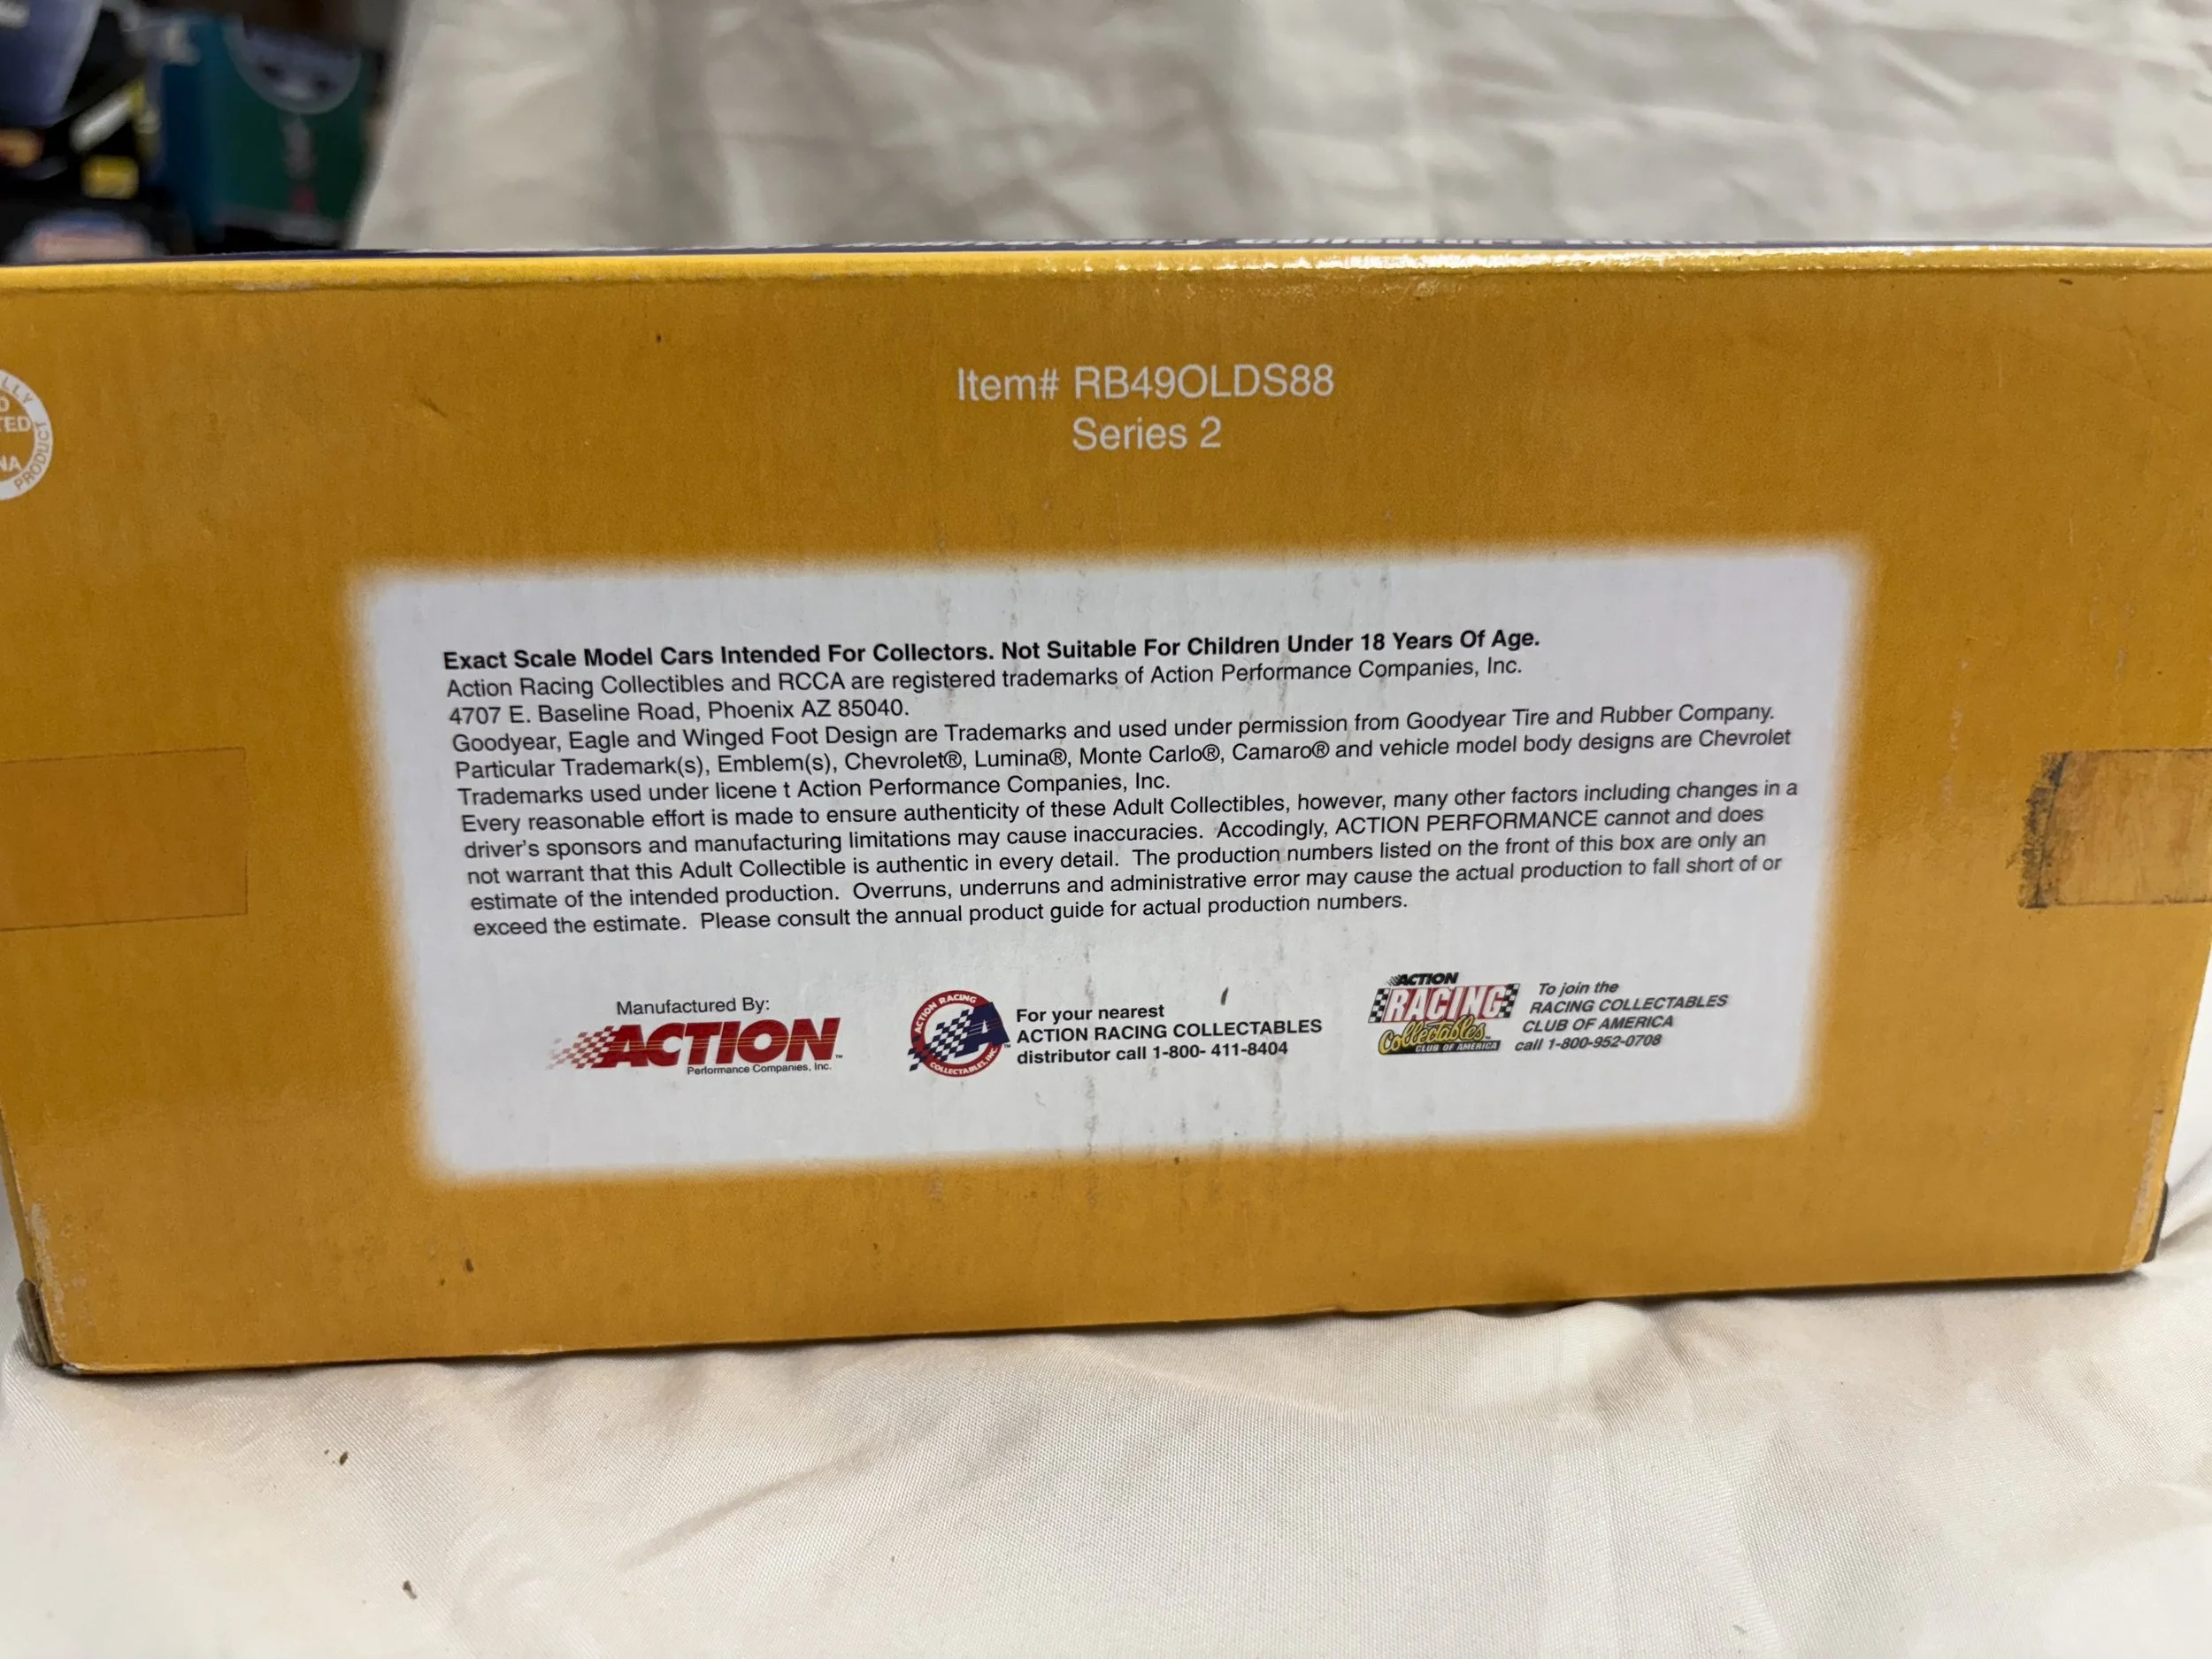 Item# RB49OLDS88
Series 2
PRODUCT
Exact Scale Model Cars Intended For Collectors. Not Suitable For Children Under 18 Years Of Age.
Action Racing Collectibles and RCCA are registered trademarks of Action Performance Companies, Inc.
4707 E. Baseline Road, Phoenix AZ 85040.
Goodyear, Eagle and Winged Foot Design are Trademarks and used under permission from Goodyear Tire and Rubber Company.
Particular Trademark(s), Emblem(s), Chevrolet®, Lumina®, Monte Carlo®, Camaro® and vehicle model body designs are Chevrolet
Trademarks used under licene t Action Performance Companies, Inc.
Every reasonable effort is made to ensure authenticity of these Adult Collectibles, however, many other factors including changes in a
driver's sponsors and manufacturing limitations may cause inaccuracies. Accodingly, ACTION PERFORMANCE cannot and does
not warrant that this Adult Collectible is authentic in every detail. The production numbers listed on the front of this box are only an
estimate of the intended production. Overruns, underruns and administrative error may cause the actual production to fall short of or
exceed the estimate. Please consult the annual product guide for actual production numbers.
Manufactured By:
ACTION™
Performance Companies, Inc.
ACTION RACING
COLLECTABLES, INC.
For your nearest
ACTION RACING COLLECTABLES
distributor call 1-800- 411-8404
ACTION
RACING
Collectables
CLUB OF AMERICA
To join the
RACING COLLECTABLES
CLUB OF AMERICA
call 1-800-952-0708